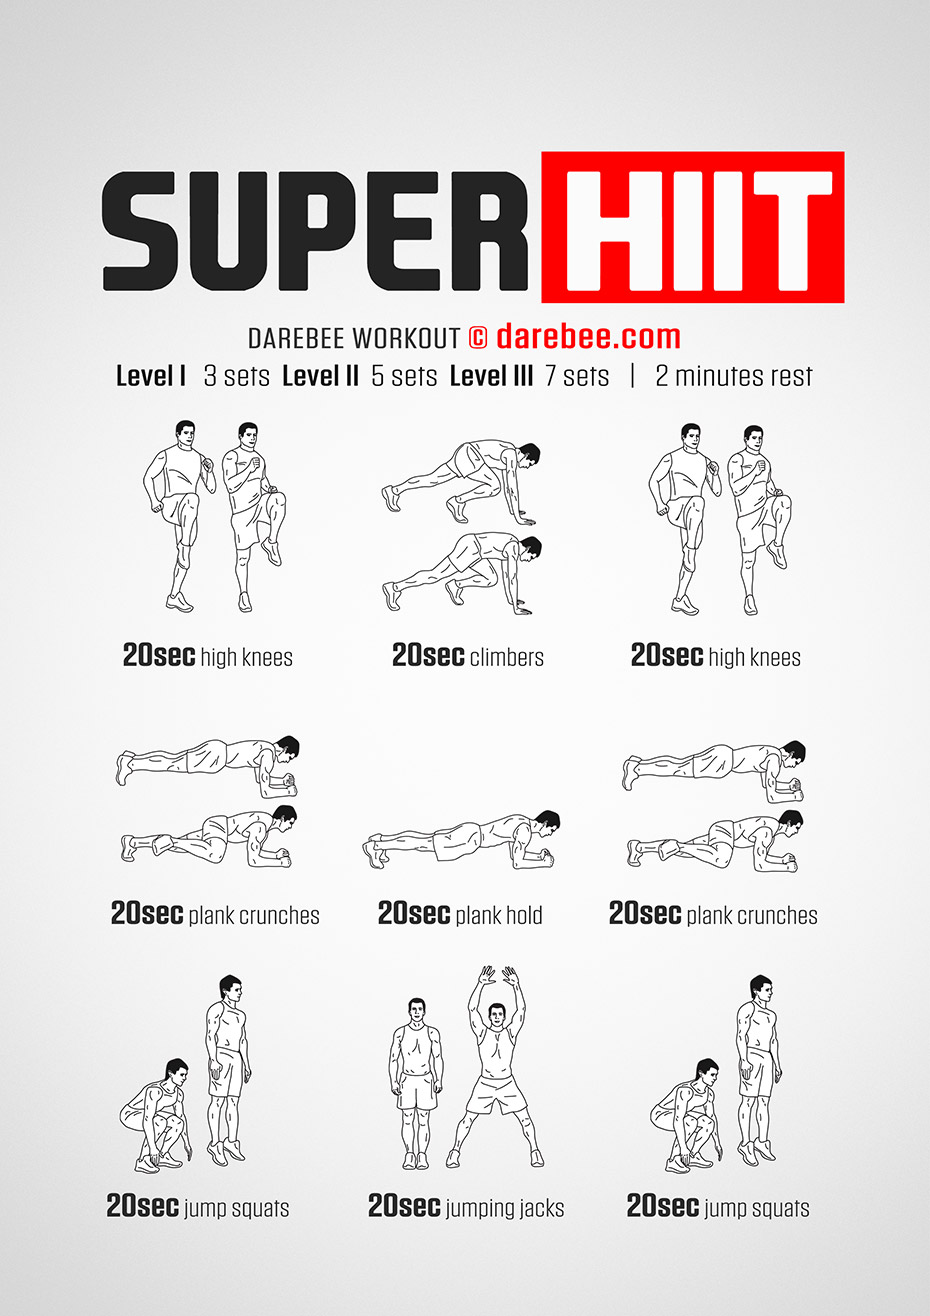 SUPER HIIT
DAREBEE WORKOUT © darebee.com
Level I 3 sets Level II 5 sets Level III 7 sets | 2 minutes rest
20sec high knees
20sec climbers
20sec high knees
20sec plank crunches
20sec plank hold
20sec plank crunches
20sec jump squats
20sec jumping jacks
20sec jump squats